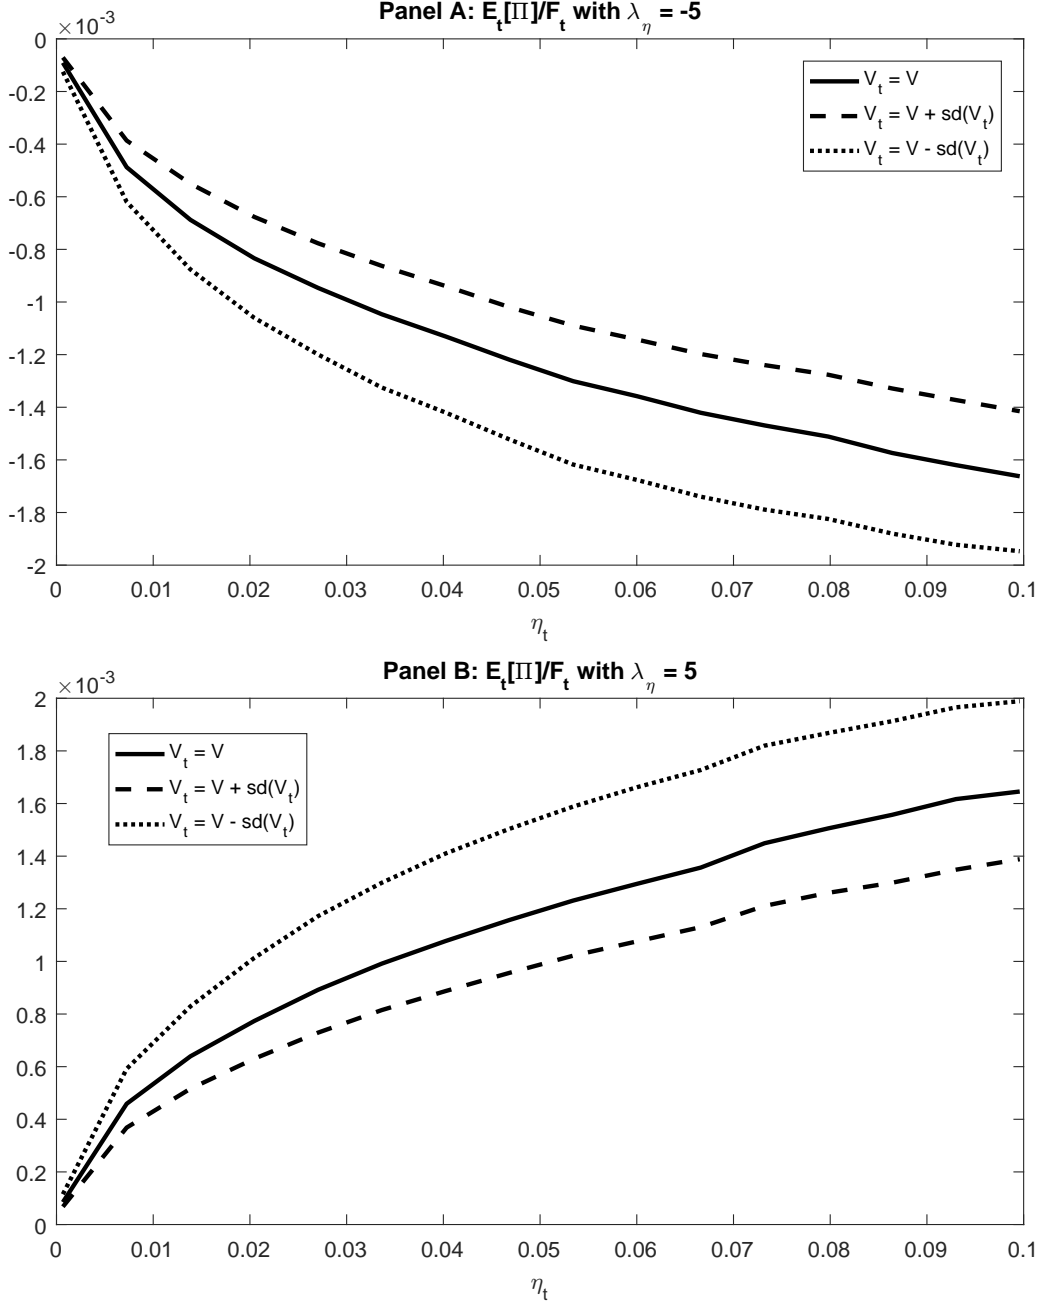 Panel A: E_t[Π]/F_t with λ_η = -5
×10^-3
0
-0.2
-0.4
-0.6
-0.8
-1
-1.2
-1.4
-1.6
-1.8
-2
V_t = V
V_t = V + sd(V_t)
V_t = V - sd(V_t)
0 0.01 0.02 0.03 0.04 0.05 0.06 0.07 0.08 0.09 0.1
η_t
Panel B: E_t[Π]/F_t with λ_η = 5
×10^-3
2
1.8
1.6
1.4
1.2
1
0.8
0.6
0.4
0.2
0
V_t = V
V_t = V + sd(V_t)
V_t = V - sd(V_t)
0 0.01 0.02 0.03 0.04 0.05 0.06 0.07 0.08 0.09 0.1
η_t